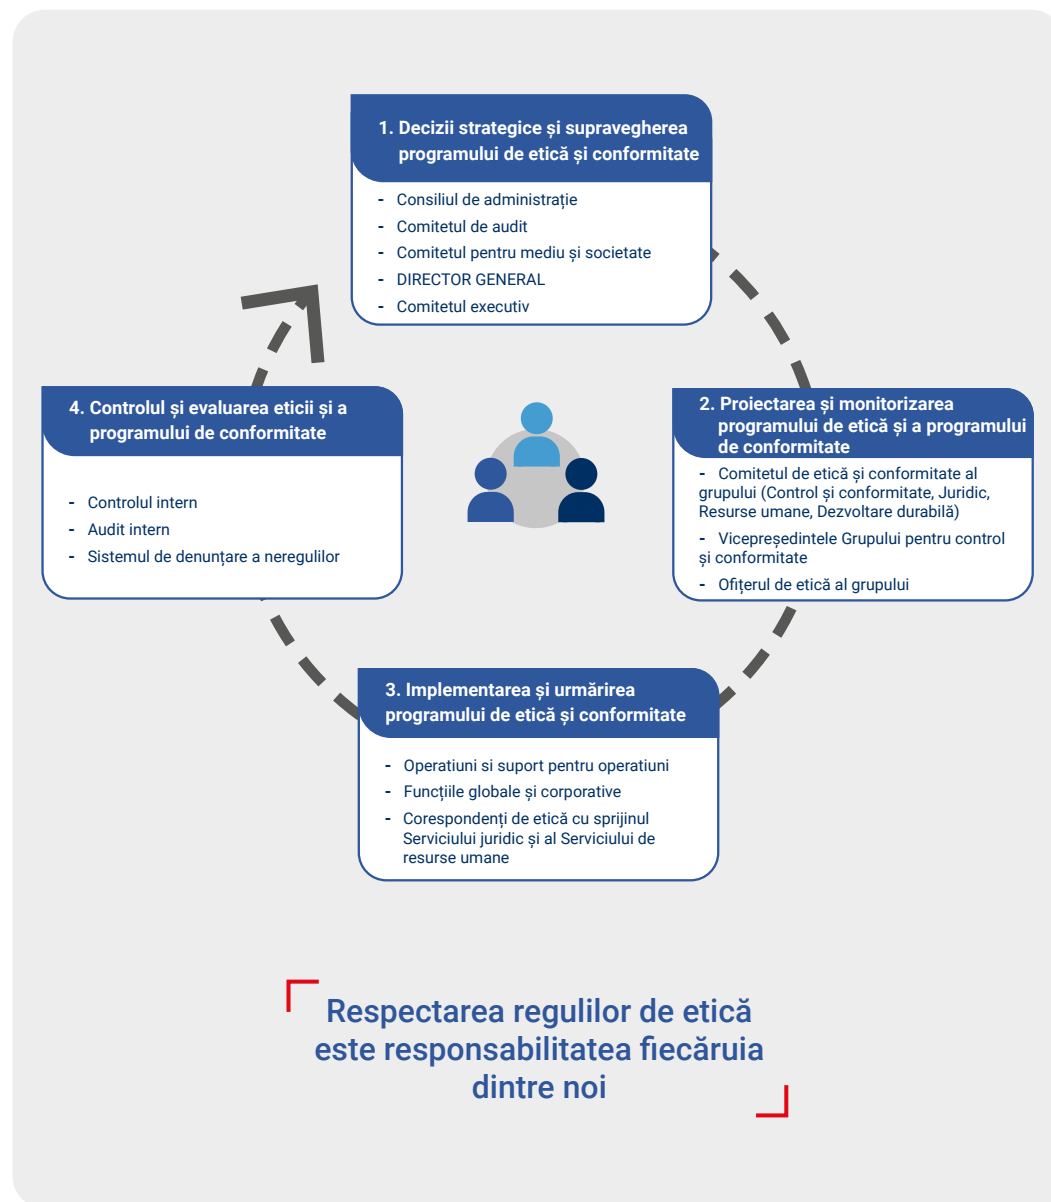 1. Decizii strategice și supravegherea
programului de etică și conformitate
- Consiliul de administrație
- Comitetul de audit
- Comitetul pentru mediu și societate
- DIRECTOR GENERAL
- Comitetul executiv
2. Proiectarea și monitorizarea
programului de etică și a programului
de conformitate
- Comitetul de etică și conformitate al
grupului (Control și conformitate, Juridic,
Resurse umane, Dezvoltare durabilă)
- Vicepreședintele Grupului pentru control
și conformitate
- Ofițerul de etică al grupului
3. Implementarea și urmărirea
programului de etică și conformitate
- Operatiuni si suport pentru operatiuni
- Funcțiile globale și corporative
- Corespondenți de etică cu sprijinul
Serviciului juridic și al Serviciului de
resurse umane
4. Controlul și evaluarea eticii și a
programului de conformitate
- Controlul intern
- Audit intern
- Sistemul de denunțare a neregulilor
Respectarea regulilor de etică
este responsabilitatea fiecăruia
dintre noi